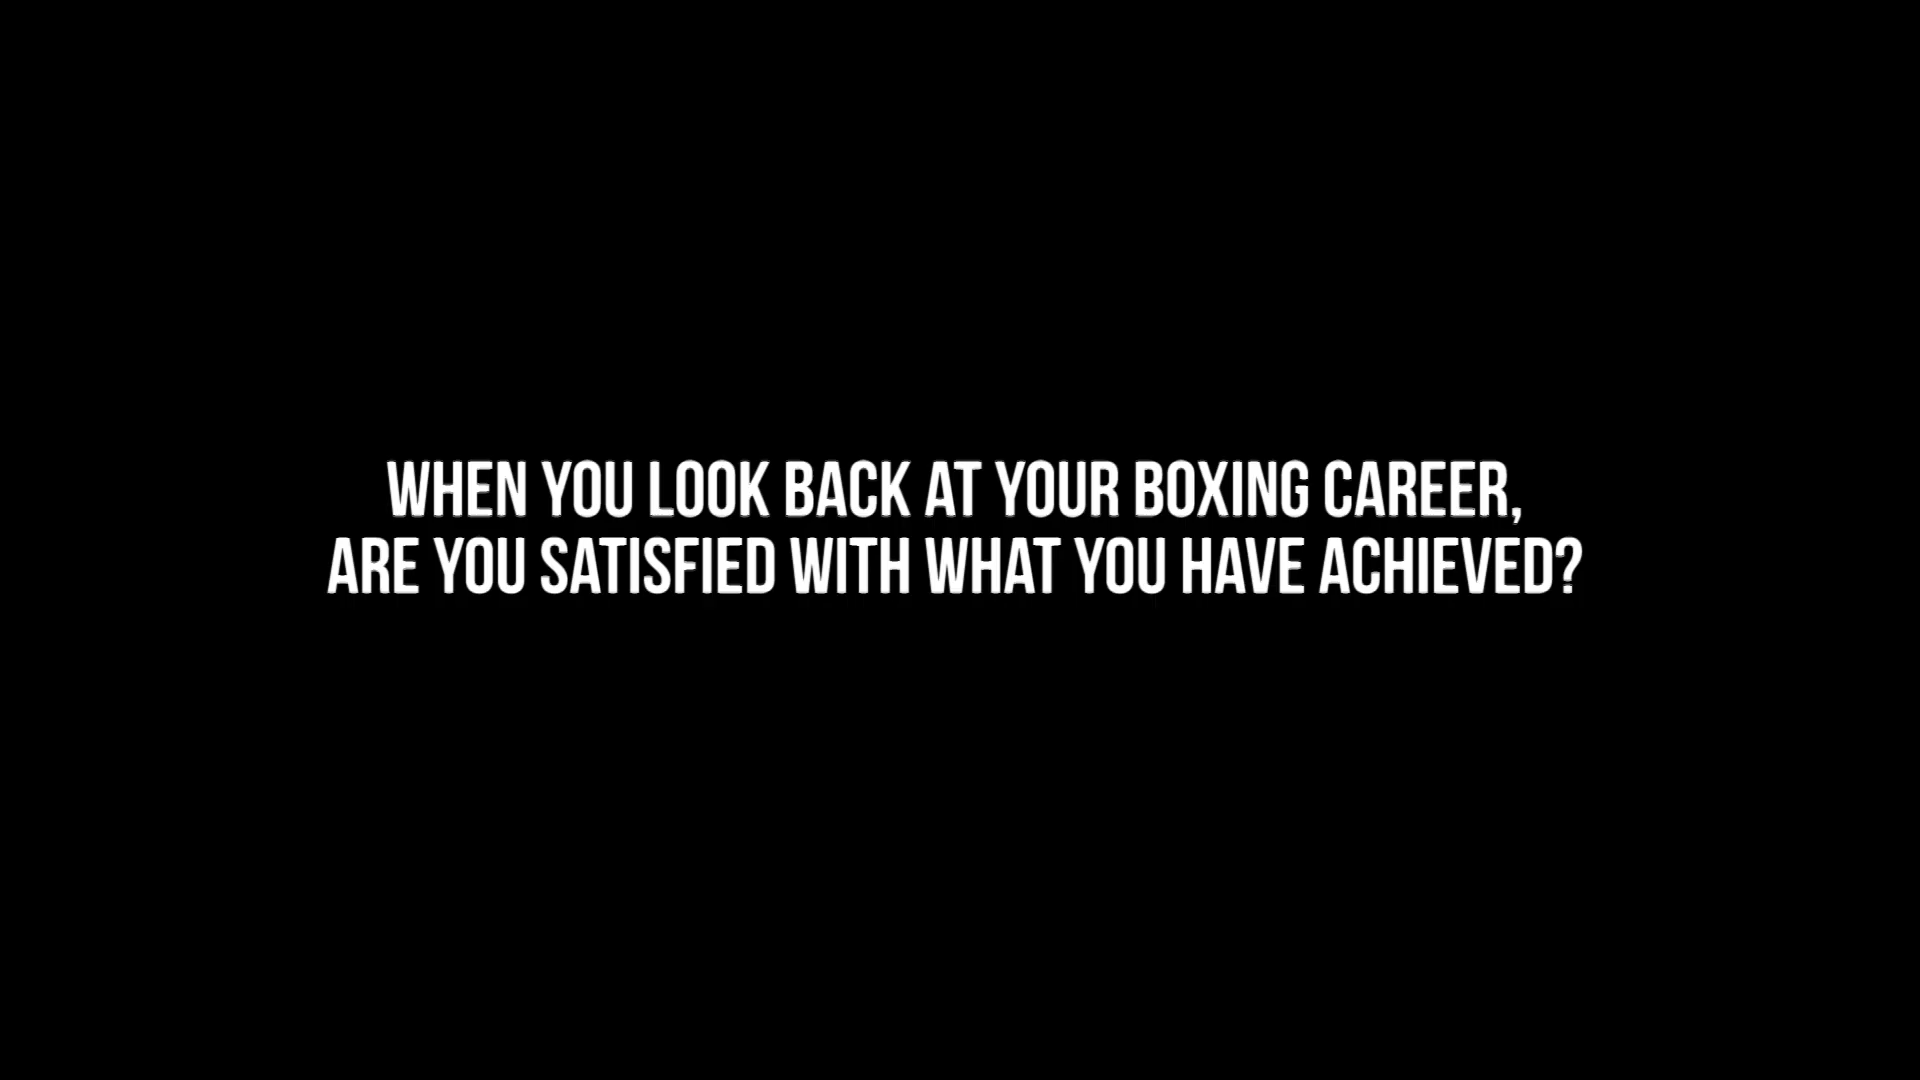 WHEN YOU LOOK BACK AT YOUR BOXING CAREER,
ARE YOU SATISFIED WITH WHAT YOU HAVE ACHIEVED?